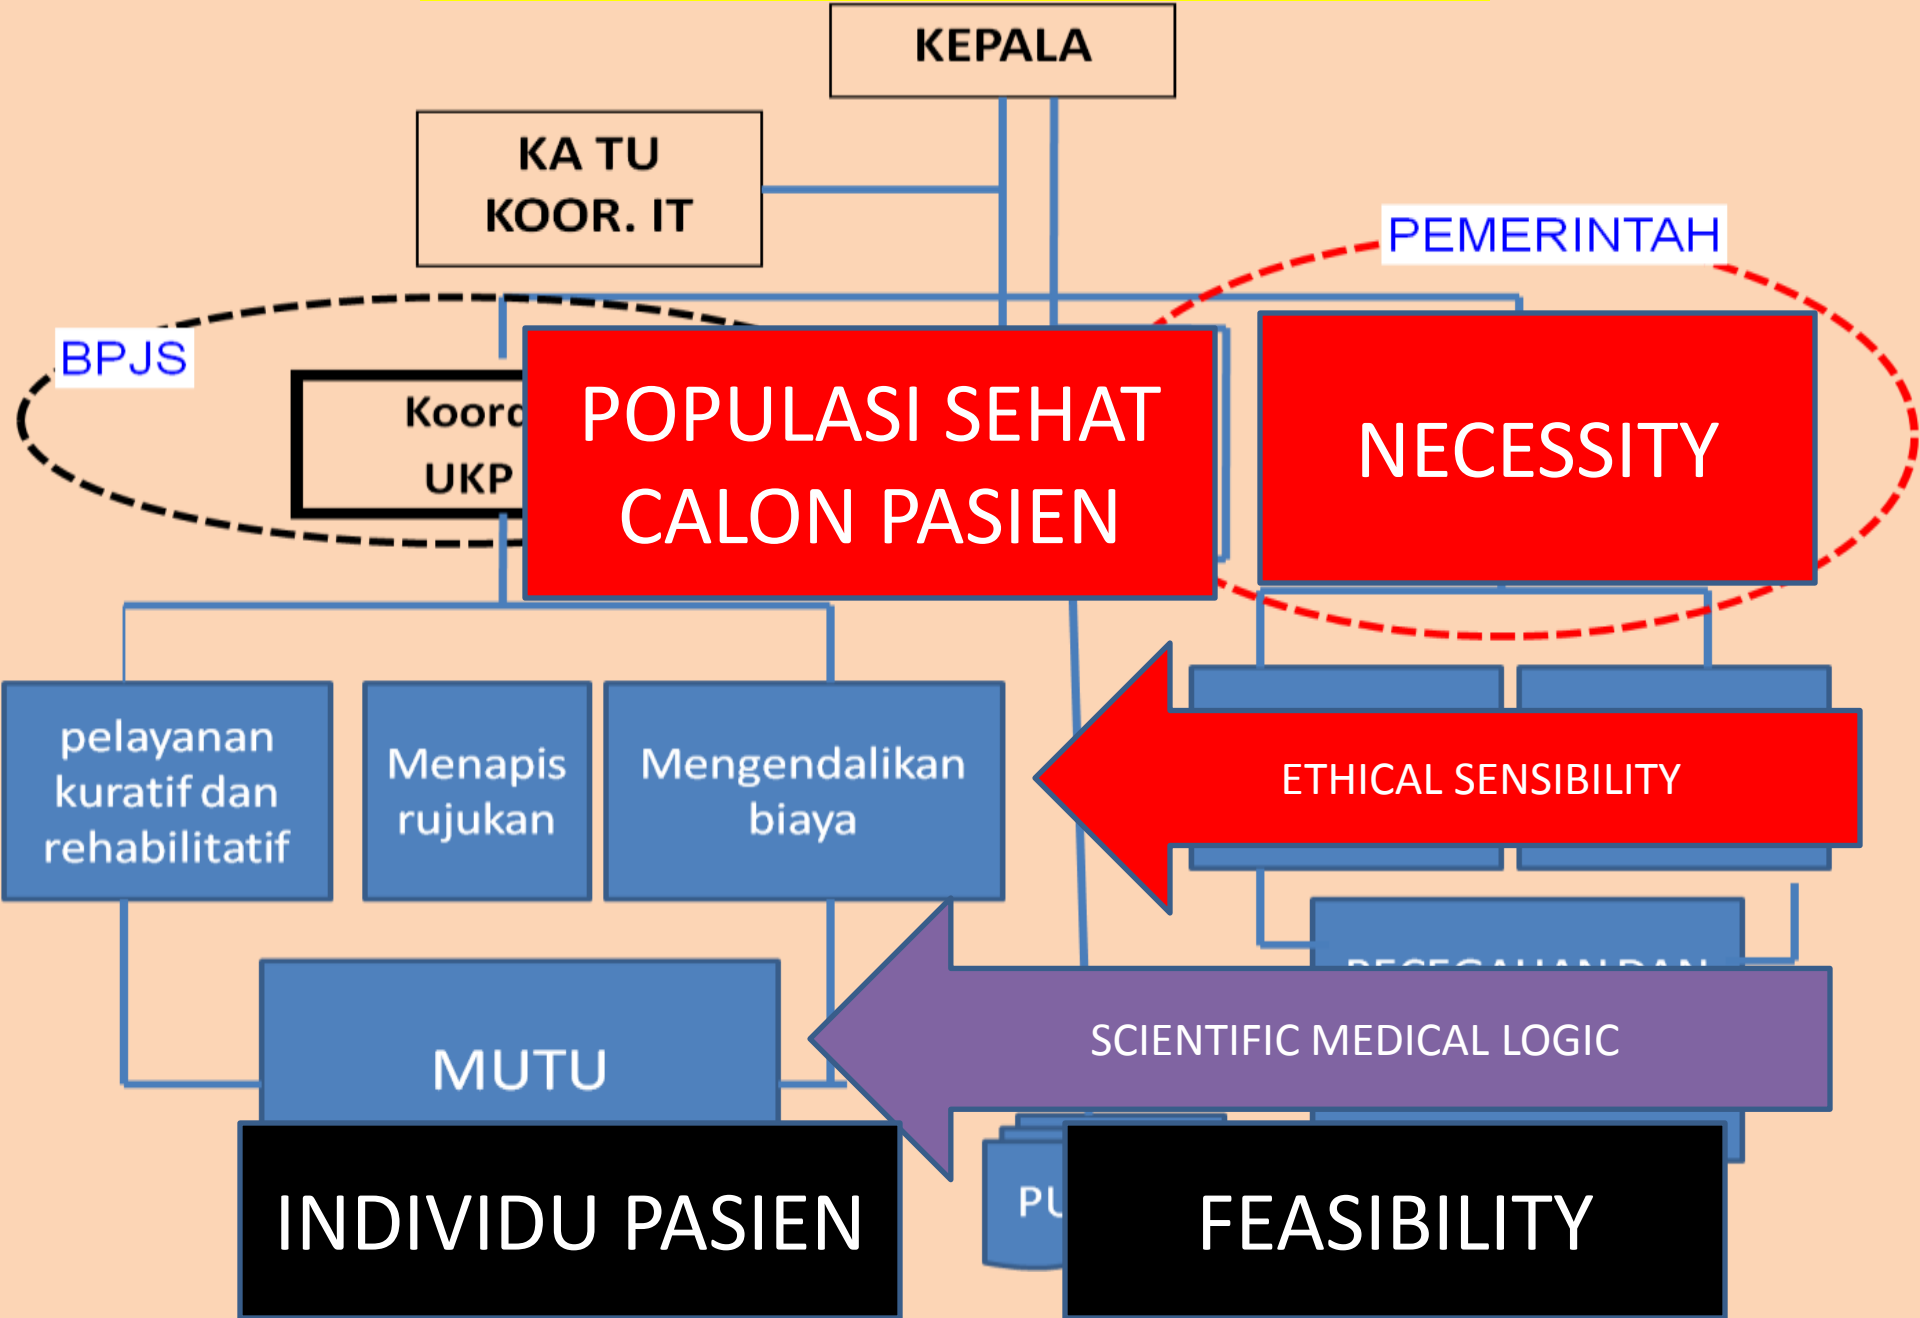 KEPALA
KA TU
KOOR. IT
PEMERINTAH
BPJS
UKP
POPULASI SEHAT
CALON PASIEN
NECESSITY
pelayanan
kuratif dan
rehabilitatif
Menapis
rujukan
Mengendalikan
biaya
ETHICAL SENSIBILITY
SCIENTIFIC MEDICAL LOGIC
MUTU
INDIVIDU PASIEN
FEASIBILITY